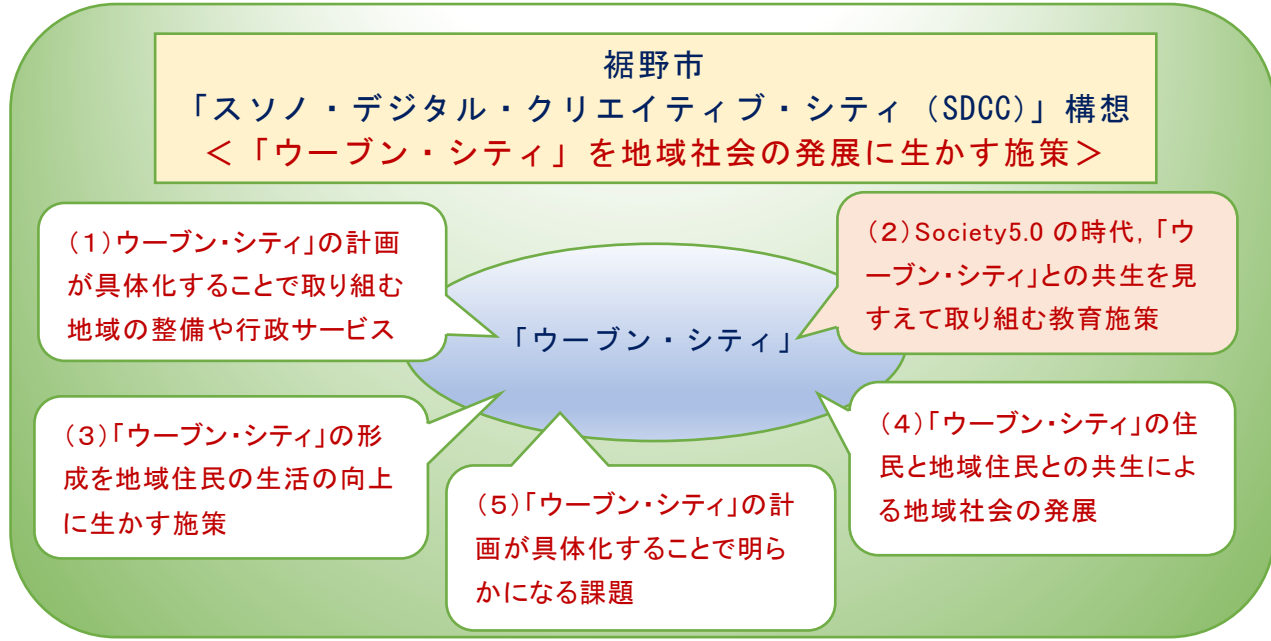 裾野市
「スソノ・デジタル・クリエイティブ・シティ（SDCC）」構想
＜「ウーブン・シティ」を地域社会の発展に生かす施策＞
（１）ウーブン・シティ」の計画
が具体化することで取り組む
地域の整備や行政サービス
（２）Society5.0 の時代，「ウ
ーブン・シティ」との共生を見
すえて取り組む教育施策
「ウーブン・シティ」
（３）「ウーブン・シティ」の形
成を地域住民の生活の向上
に生かす施策
（４）「ウーブン・シティ」の住
民と地域住民との共生によ
る地域社会の発展
（５）「ウーブン・シティ」の計
画が具体化することで明ら
かになる課題